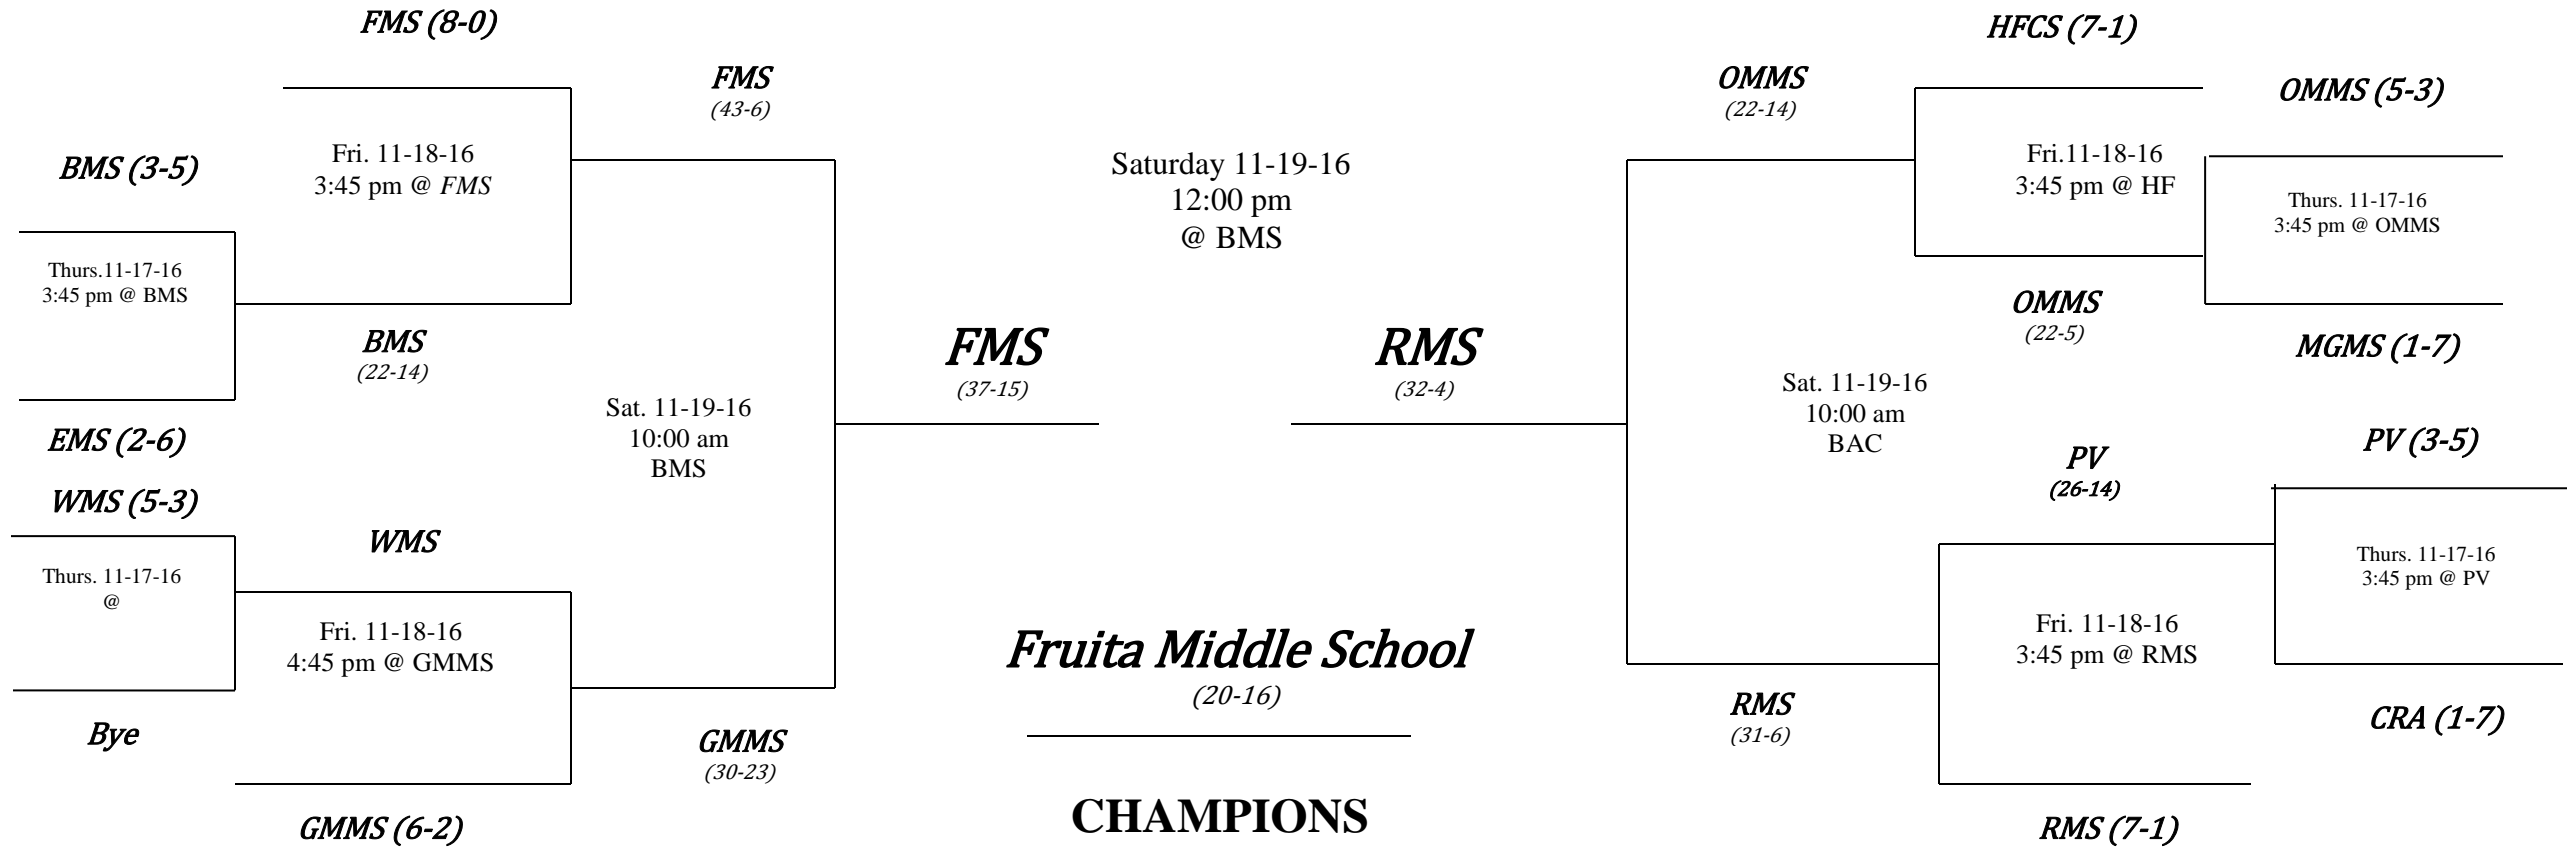 FMS (8-0)
FMS
(43-6)
BMS (3-5)
Fri. 11-18-16
3:45 pm @ FMS
Thurs.11-17-16
3:45 pm @ BMS
BMS
(22-14)
EMS (2-6)
Sat. 11-19-16
10:00 am
BMS
WMS (5-3)
WMS
Thurs. 11-17-16
@
Fri. 11-18-16
4:45 pm @ GMMS
Bye
GMMS
(30-23)
GMMS (6-2)
Saturday 11-19-16
12:00 pm
@ BMS
FMS
(37-15)
RMS
(32-4)
Fruita Middle School
(20-16)
CHAMPIONS
HFCS (7-1)
OMMS
(22-14)
OMMS (5-3)
Fri.11-18-16
3:45 pm @ HF
Thurs. 11-17-16
3:45 pm @ OMMS
OMMS
(22-5)
MGMS (1-7)
Sat. 11-19-16
10:00 am
BAC
PV
(26-14)
PV (3-5)
Thurs. 11-17-16
3:45 pm @ PV
Fri. 11-18-16
3:45 pm @ RMS
RMS
(31-6)
CRA (1-7)
RMS (7-1)